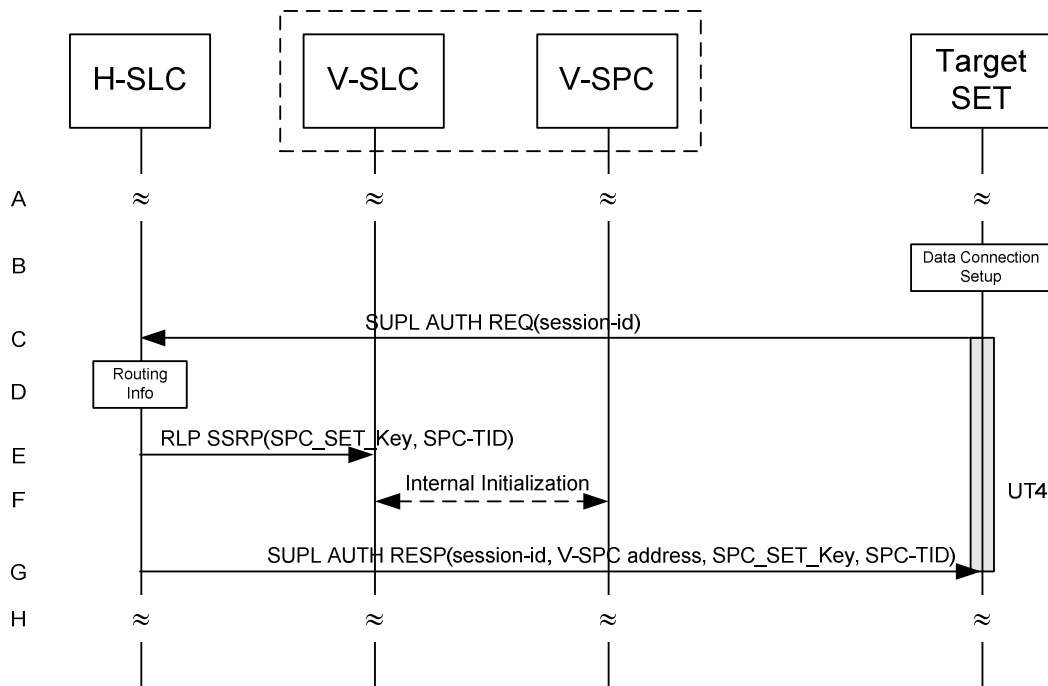 H-SLC
V-SLC
V-SPC
Target
SET
A
≈ ≈ ≈ ≈
B
Data Connection
Setup
SUPL AUTH REQ(session-id)
C
Routing
Info
D
RLP SSRP(SPC_SET_Key, SPC-TID)
E
Internal Initialization
F
UT4
SUPL AUTH RESP(session-id, V-SPC address, SPC_SET_Key, SPC-TID)
G
H
≈ ≈ ≈ ≈